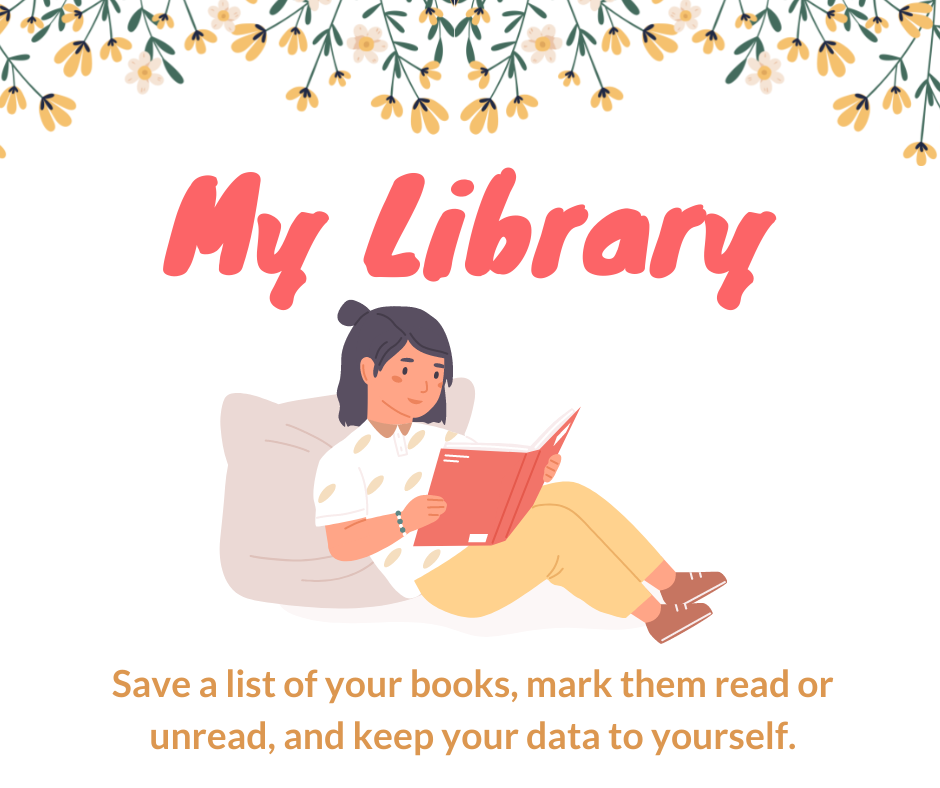 My Library
Save a list of your books, mark them read or
unread, and keep your data to yourself.